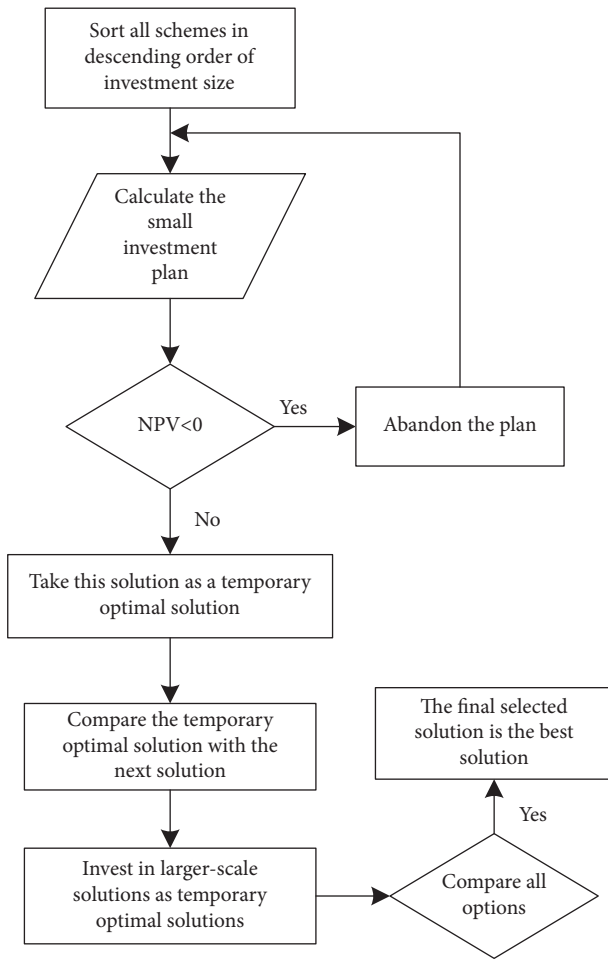 Sort all schemes in
descending order of
investment size
Calculate the
small
investment
plan
NPV<0
Yes
Abandon the plan
No
Take this solution as a temporary
optimal solution
Compare the temporary
optimal solution with the
next solution
The final selected
solution is the best
solution
Yes
Invest in larger-scale
solutions as temporary
optimal solutions
Compare all
options